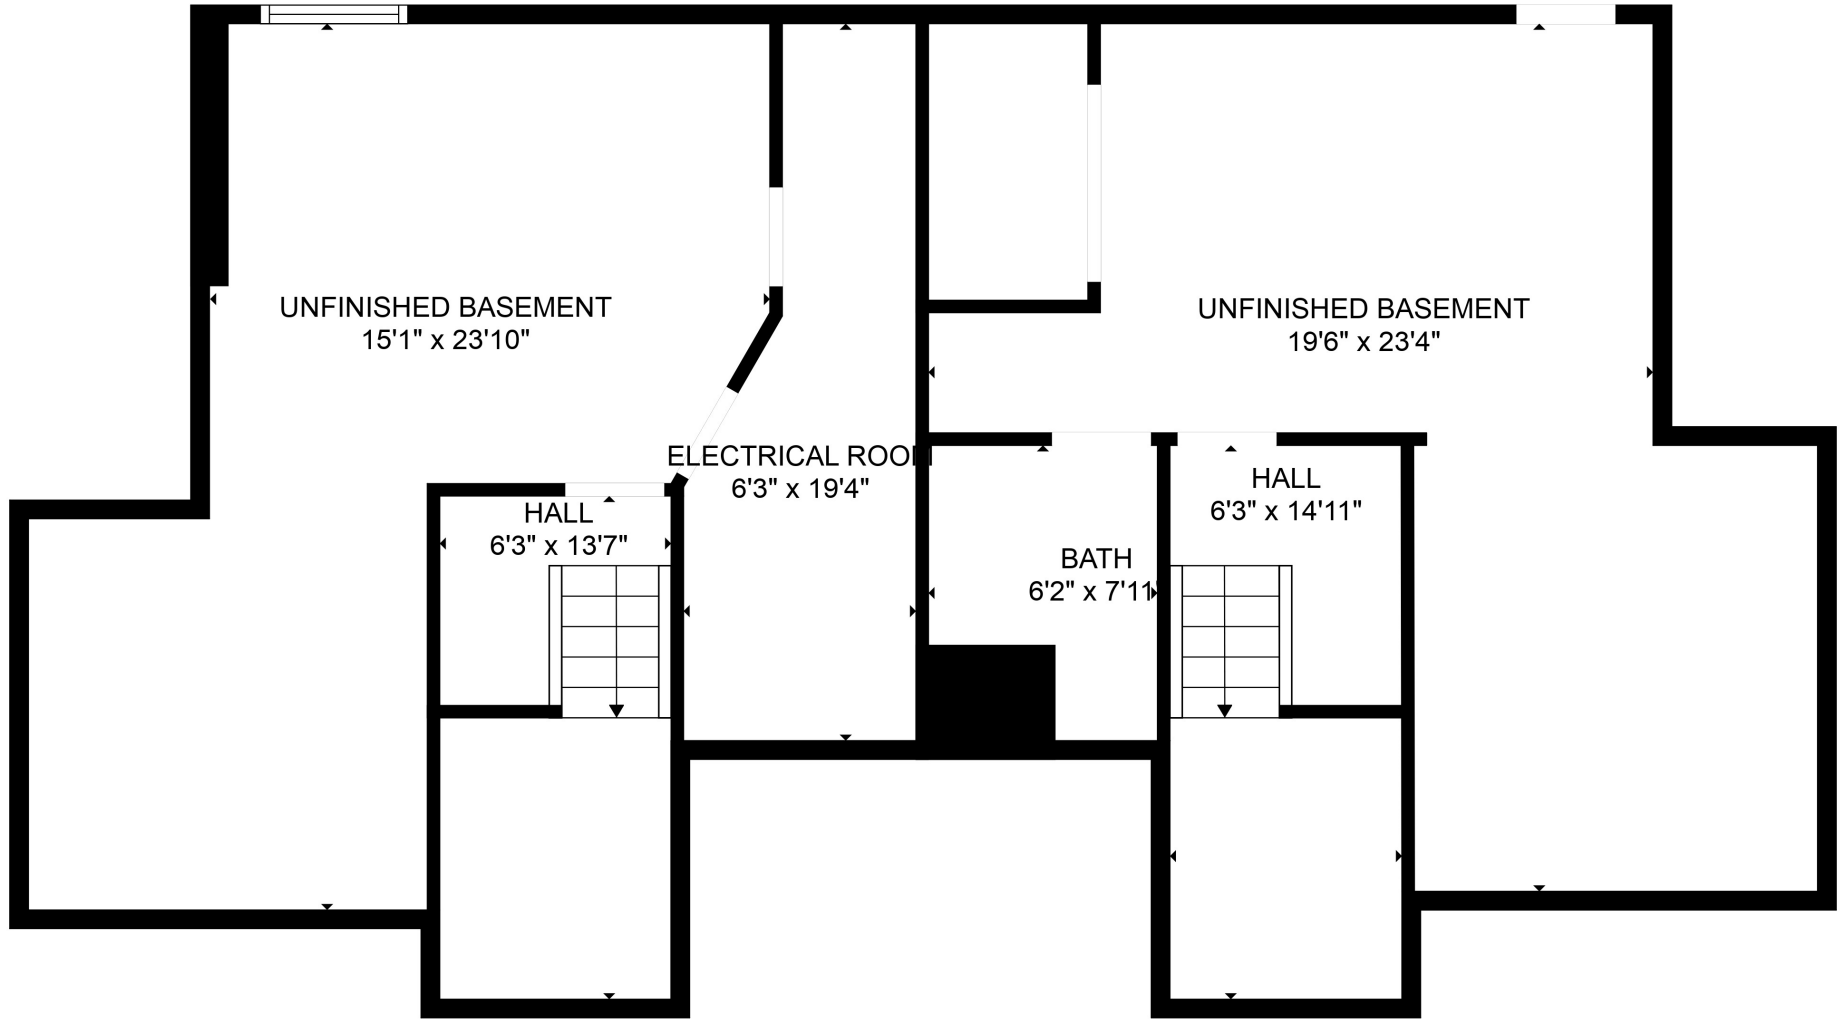 UNFINISHED BASEMENT
15'1" x 23'10"
UNFINISHED BASEMENT
19'6" x 23'4"
ELECTRICAL ROOM
6'3" x 19'4"
HALL
6'3" x 14'11"
HALL
6'3" x 13'7"
BATH
6'2" x 7'11"